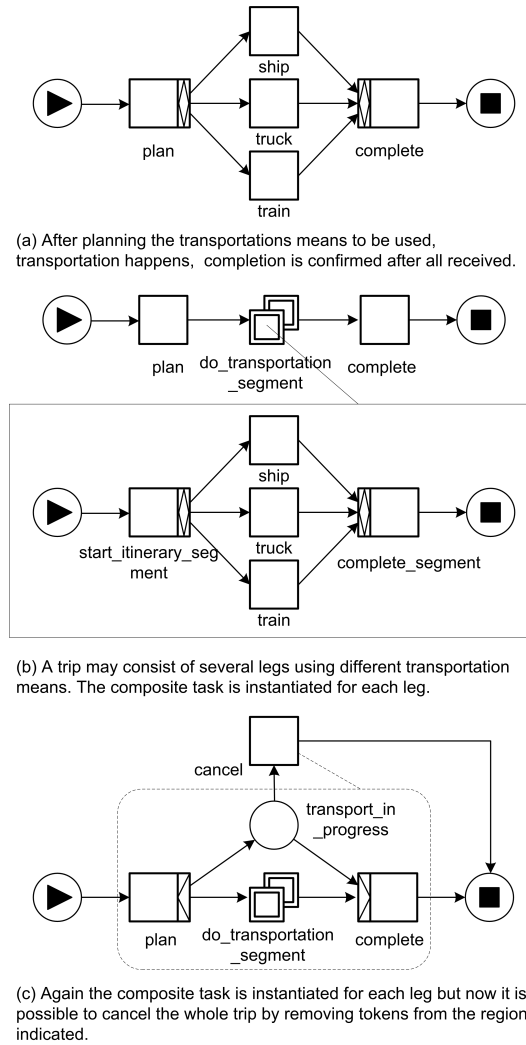 ship
truck
plan
complete
train
(a) After planning the transportations means to be used,
transportation happens,  completion is confirmed after all received.
plan
do_transportation
_segment
complete
ship
start_itinerary_seg
ment
truck
complete_segment
train
(b) A trip may consist of several legs using different transportation
means. The composite task is instantiated for each leg.
cancel
transport_in
_progress
plan
do_transportation
_segment
complete
(c) Again the composite task is instantiated for each leg but now it is
possible to cancel the whole trip by removing tokens from the region
indicated.